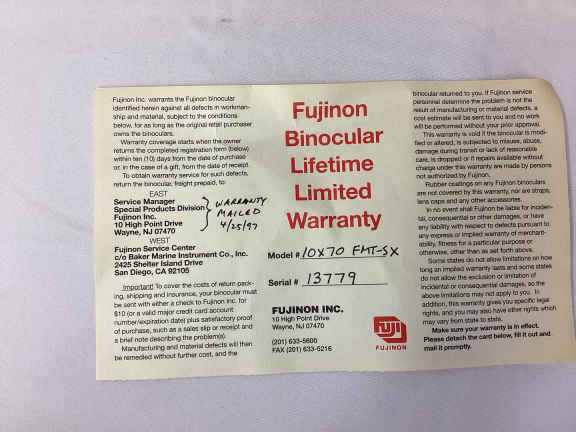 Fujinon Inc. warrants the Fujinon binocular
identified herein against all defects in workman-
ship and material, subject to the conditions
below, for as long as the original retail purchaser
owns the binoculars.
Warranty coverage starts when the owner
returns the completed registration form (below)
within ten (10) days from the date of purchase
or, in the case of a gift, from the date of receipt.
To obtain warranty service for such defects,
return the binocular, freight prepaid, to:
EAST
Service Manager
Special Products Division
Fujinon Inc.
10 High Point Drive
Wayne, NJ 07470
WARRANTY
MAILED
4/25/97
WEST
Fujinon Service Center
c/o Baker Marine Instrument Co., Inc.
2425 Shelter Island Drive
San Diego, CA 92105
Important! To cover the costs of return pack-
ing, shipping and insurance, your binocular must
be sent with either a check to Fujinon Inc. for
$10 (or a valid major credit card account
number/expiration date) plus satisfactory proof
of purchase, such as a sales slip or receipt and
a brief note describing the problem(s).
Manufacturing and material defects will then
be remedied without further cost, and the
Fujinon
Binocular
Lifetime
Limited
Warranty
Model # 10X70 FMT-SX
Serial # 13779
FUJINON INC.
10 High Point Drive
Wayne, NJ 07470
(201) 633-5600
FAX (201) 633-5216
FUJI
FUJINON
binocular returned to you. If Fujinon service
personnel determine the problem is not the
result of manufacturing or material defects, a
cost estimate will be sent to you and no work
will be performed without your prior approval.
This warranty is void if the binocular is modi-
fied or altered, is subjected to misuse, abuse,
damage during transit or lack of reasonable
care, is dropped or if repairs available without
charge under this warranty are made by persons
not authorized by Fujinon.
Rubber coatings on any Fujinon binoculars
are not covered by this warranty, nor are straps,
lens caps and any other accessories.
In no event shall Fujinon be liable for inciden-
tal, consequential or other damages, or have
any liability with respect to defects pursuant to
any express or implied warranty of merchant-
ability, fitness for a particular purpose or
otherwise, other than as set forth above.
Some states do not allow limitations on how
long an implied warranty lasts and some states
do not allow the exclusion or limitation of
incidental or consequential damages, so the
above limitations may not apply to you. In
addition, this warranty gives you specific legal
rights, and you may also have other rights which
may vary from state to state.
Make sure your warranty is in effect.
Please detach the card below, fill it out and
mail it promptly.